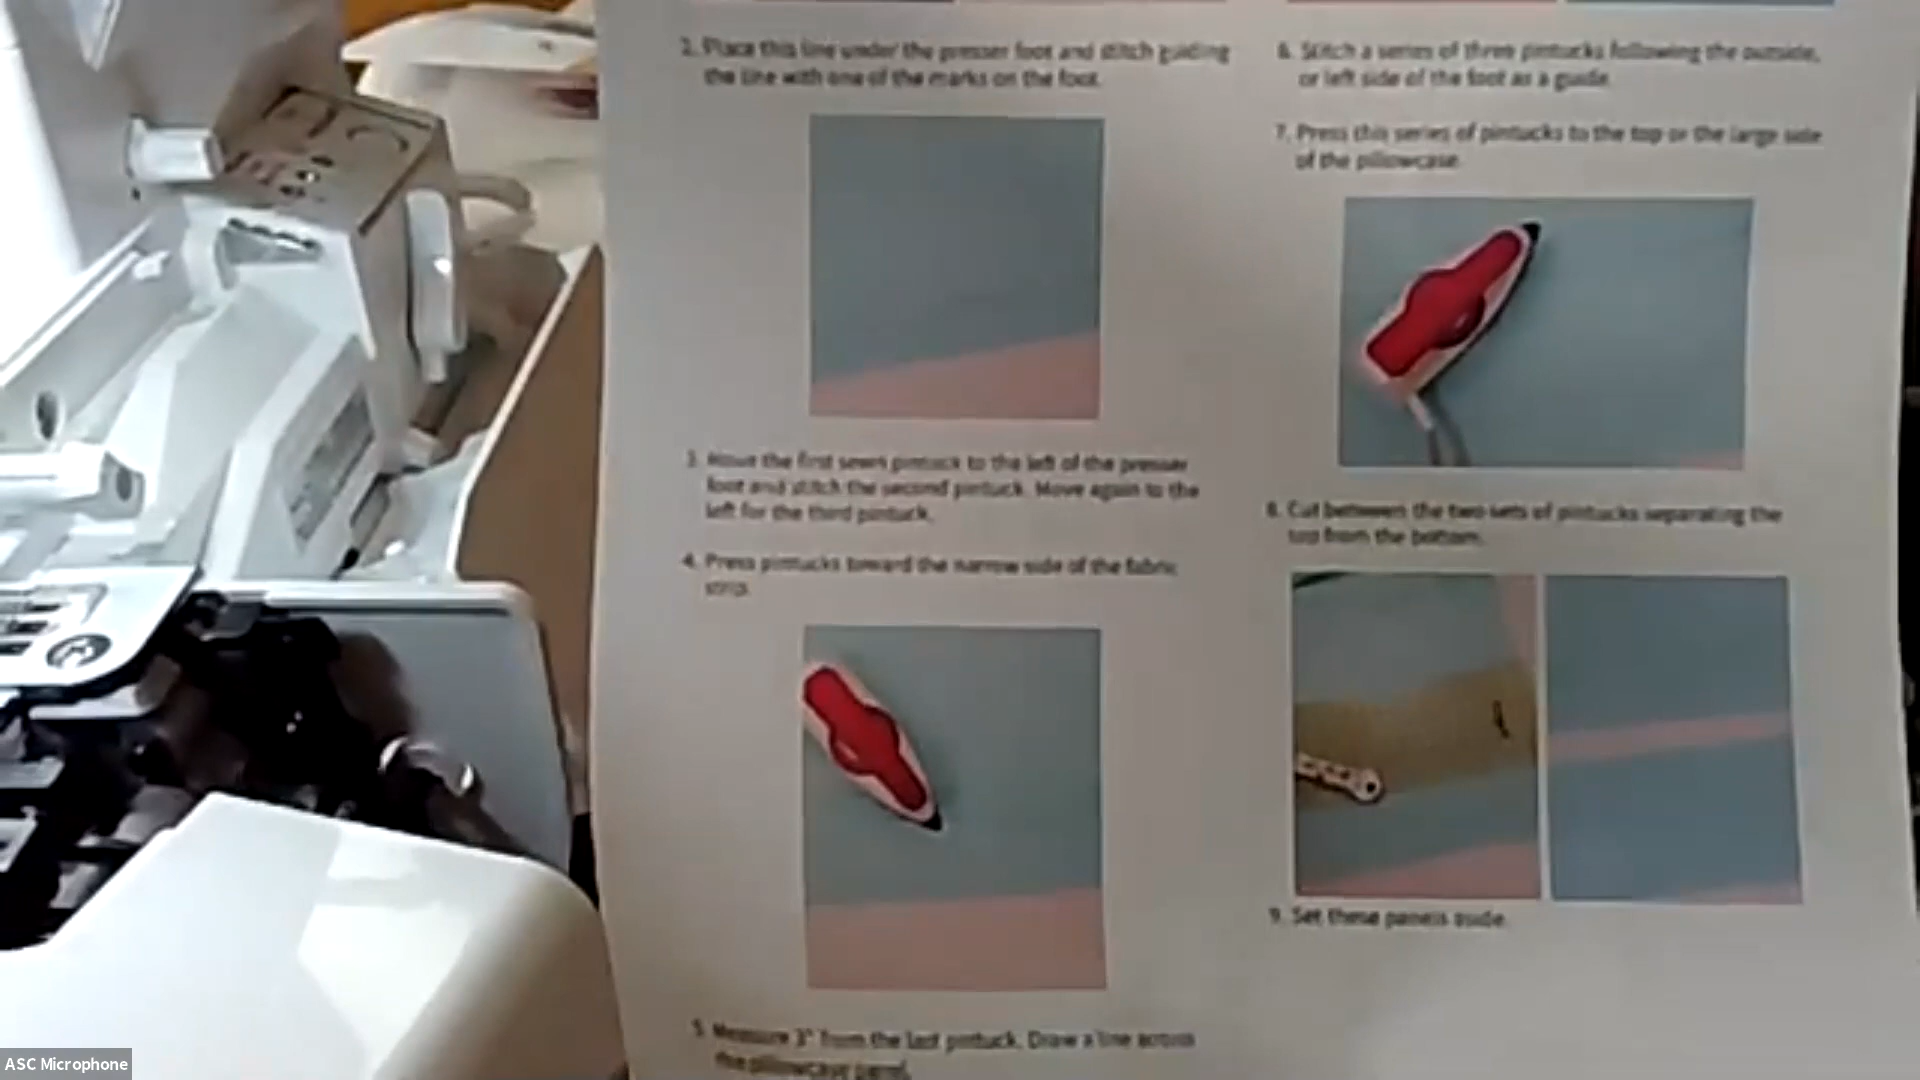 2. Place this line under the presser foot and stitch guiding
the line with one of the marks on the foot.
3. Move the first sewn pintuck to the left of the presser
foot and stitch the second pintuck. Move again to the
left for the third pintuck.
4. Press pintucks toward the narrow side of the fabric
strip.
5. Measure 3" from the last pintuck. Draw a line across
the pillowcase panel.
6. Stitch a series of three pintucks following the outside,
or left side of the foot as a guide.
7. Press this series of pintucks to the top or the large side
of the pillowcase.
8. Cut between the two sets of pintucks separating the
top from the bottom.
9. Set these panels aside.
ASC Microphone